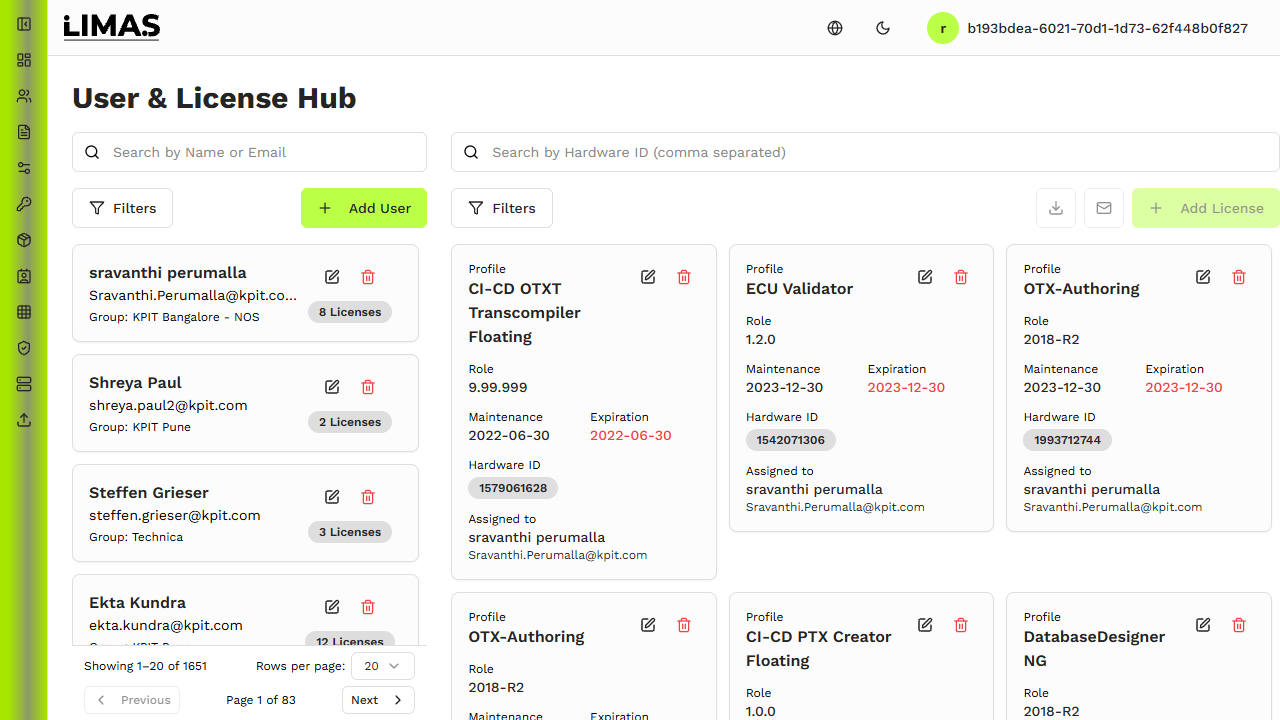 LIMAS
r
b193bdea-6021-70d1-1d73-62f448b0f827
User & License Hub
Search by Name or Email
Filters
Add User
sravanthi perumalla
Sravanthi.Perumalla@kpit.co...
Group: KPIT Bangalore - NOS
8 Licenses
Shreya Paul
shreya.paul2@kpit.com
Group: KPIT Pune
2 Licenses
Steffen Grieser
steffen.grieser@kpit.com
Group: Technica
3 Licenses
Ekta Kundra
ekta.kundra@kpit.com
12 Licenses
Showing 1–20 of 1651
Rows per page:
20
Previous
Page 1 of 83
Next
Search by Hardware ID (comma separated)
Filters
Add License
Profile
CI-CD OTXT
Transcompiler
Floating
Role
9.99.999
Maintenance Expiration
2022-06-30 2022-06-30
Hardware ID
1579061628
Assigned to
sravanthi perumalla
Sravanthi.Perumalla@kpit.com
Profile
ECU Validator
Role
1.2.0
Maintenance Expiration
2023-12-30 2023-12-30
Hardware ID
1542071306
Assigned to
sravanthi perumalla
Sravanthi.Perumalla@kpit.com
Profile
OTX-Authoring
Role
2018-R2
Maintenance Expiration
2023-12-30 2023-12-30
Hardware ID
1993712744
Assigned to
sravanthi perumalla
Sravanthi.Perumalla@kpit.com
Profile
OTX-Authoring
Role
2018-R2
Maintenance Expiration
Profile
CI-CD PTX Creator
Floating
Role
1.0.0
Profile
DatabaseDesigner
NG
Role
2018-R2